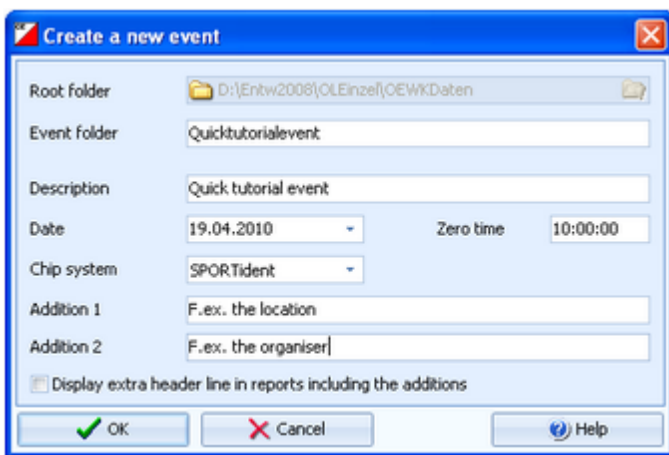 Create a new event
Root folder D:\Entw2008\OLEinzel\OEWKDaten
Event folder Quicktutorialevent
Description Quick tutorial event
Date 19.04.2010 Zero time 10:00:00
Chip system SPORTident
Addition 1 F.ex. the location
Addition 2 F.ex. the organiser
Display extra header line in reports including the additions
OK Cancel Help